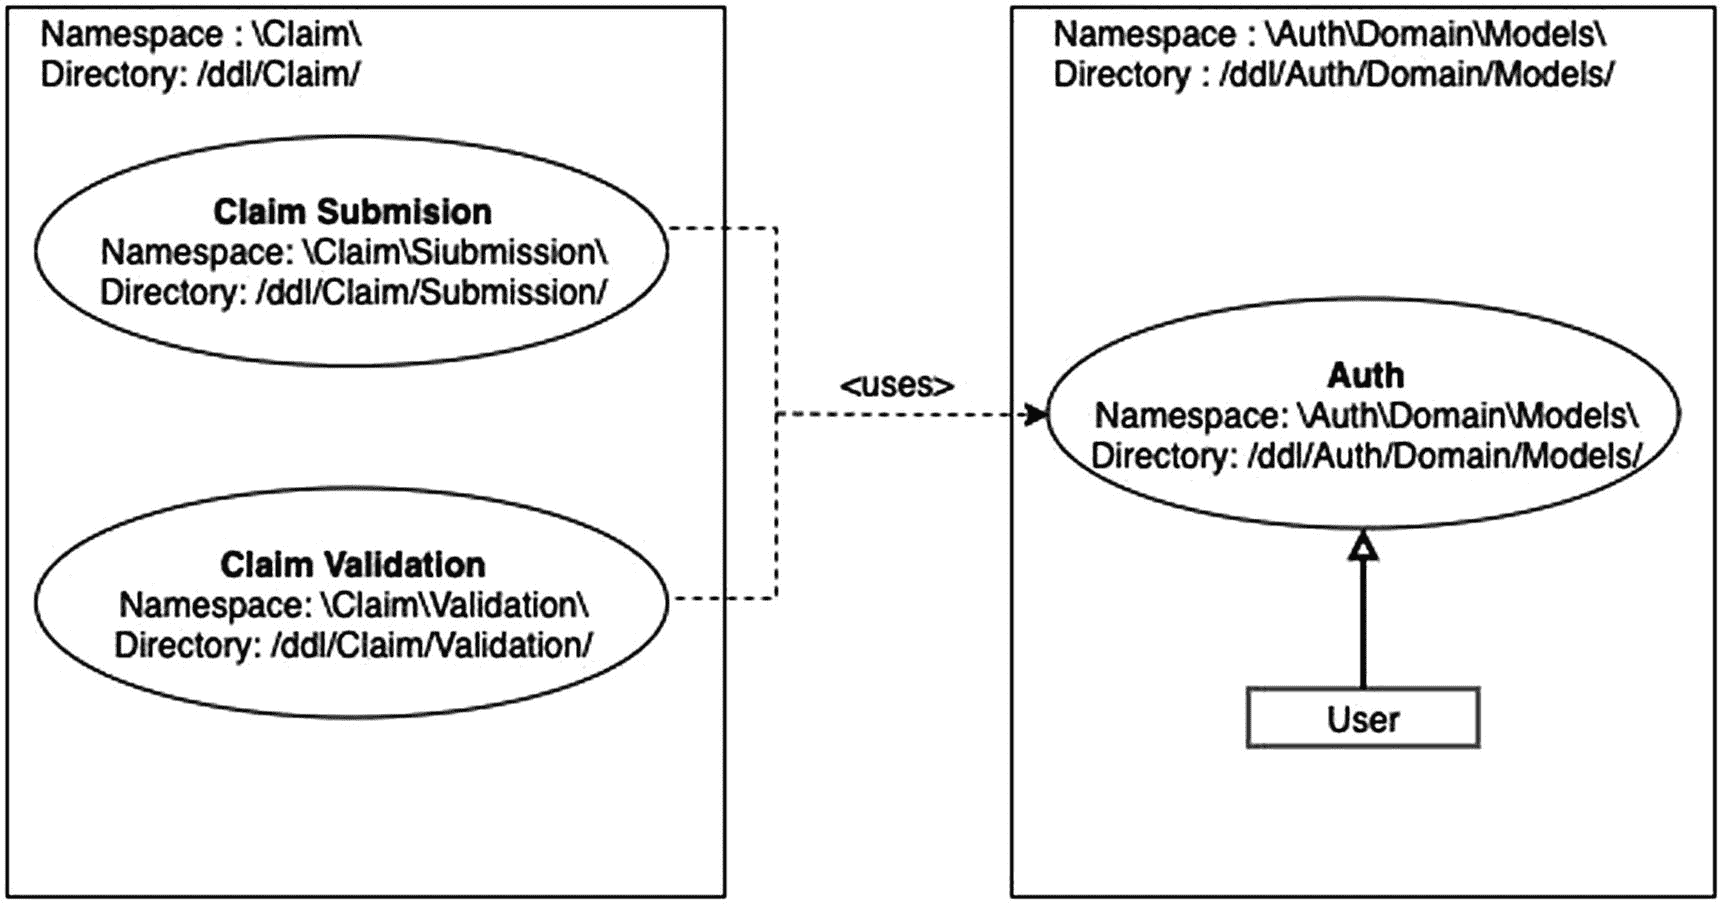 Namespace : \Claim\
Directory: /ddl/Claim/
Claim Submision
Namespace: \Claim\Siubmission\
Directory: /ddl/Claim/Submission/
Claim Validation
Namespace: \Claim\Validation\
Directory: /ddl/Claim/Validation/
<uses>
Namespace : \Auth\Domain\Models\
Directory : /ddl/Auth/Domain/Models/
Auth
Namespace: \Auth\Domain\Models\
Directory: /ddl/Auth/Domain/Models/
User